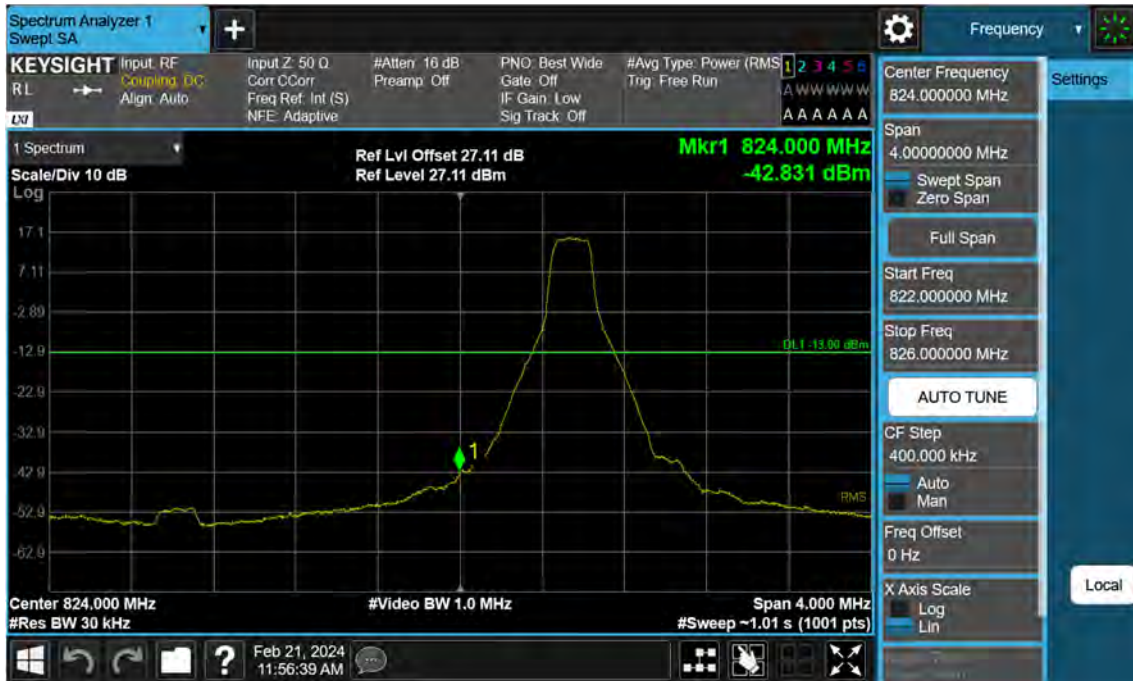 Spectrum Analyzer 1
Swept SA
Frequency
KEYSIGHT
RL
LXI
Input: RF
Coupling: DC
Align: Auto
Input Z: 50 Ω
Corr CCorr
Freq Ref: Int (S)
NFE: Adaptive
#Atten: 16 dB
Preamp: Off
PNO: Best Wide
Gate: Off
IF Gain: Low
Sig Track: Off
#Avg Type: Power (RMS
Trig: Free Run
1 2 3 4 5 6
A W W W W W
A A A A A A
1 Spectrum
Scale/Div 10 dB
Ref Lvl Offset 27.11 dB
Ref Level 27.11 dBm
Mkr1 824.000 MHz
-42.831 dBm
Log
17.1
7.11
-2.89
-12.9
-22.9
-32.9
-42.9
-52.9
-62.9
DL1 -13.00 dBm
1
RMS
Center 824.000 MHz
#Res BW 30 kHz
#Video BW 1.0 MHz
Span 4.000 MHz
#Sweep ~1.01 s (1001 pts)
Center Frequency
824.000000 MHz
Settings
Span
4.00000000 MHz
Swept Span
Zero Span
Full Span
Start Freq
822.000000 MHz
Stop Freq
826.000000 MHz
AUTO TUNE
CF Step
400.000 kHz
Auto
Man
Freq Offset
0 Hz
X Axis Scale
Log
Lin
Local
?
Feb 21, 2024
11:56:39 AM